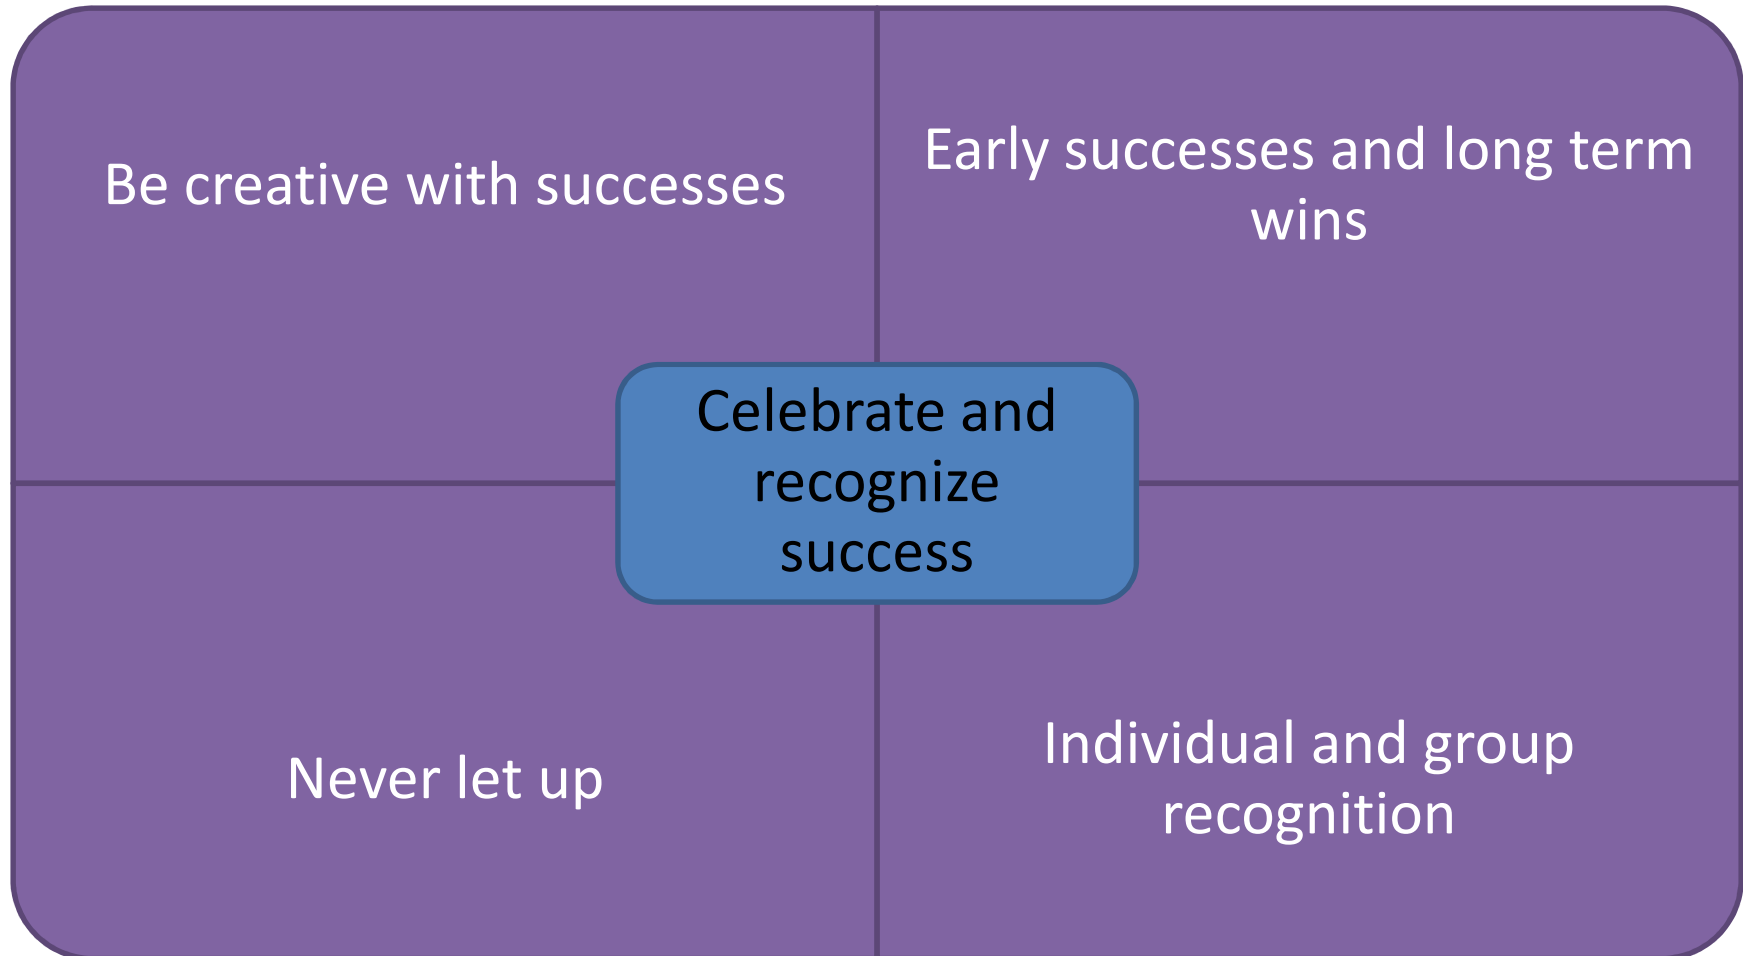 Be creative with successes
Early successes and long term
wins
Celebrate and
recognize
success
Never let up
Individual and group
recognition